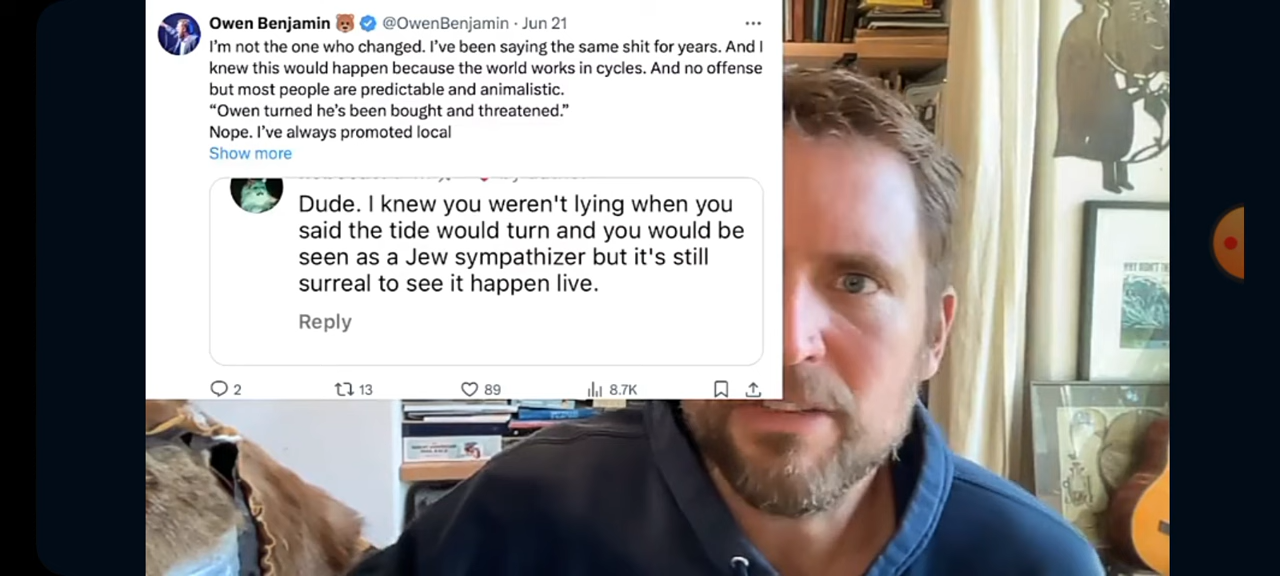 Owen Benjamin 🐻 @OwenBenjamin · Jun 21
I'm not the one who changed. I've been saying the same shit for years. And I
knew this would happen because the world works in cycles. And no offense
but most people are predictable and animalistic.
“Owen turned he's been bought and threatened.”
Nope. I've always promoted local
Show more
Dude. I knew you weren't lying when you
said the tide would turn and you would be
seen as a Jew sympathizer but it's still
surreal to see it happen live.
Reply
2 13 89 8.7K